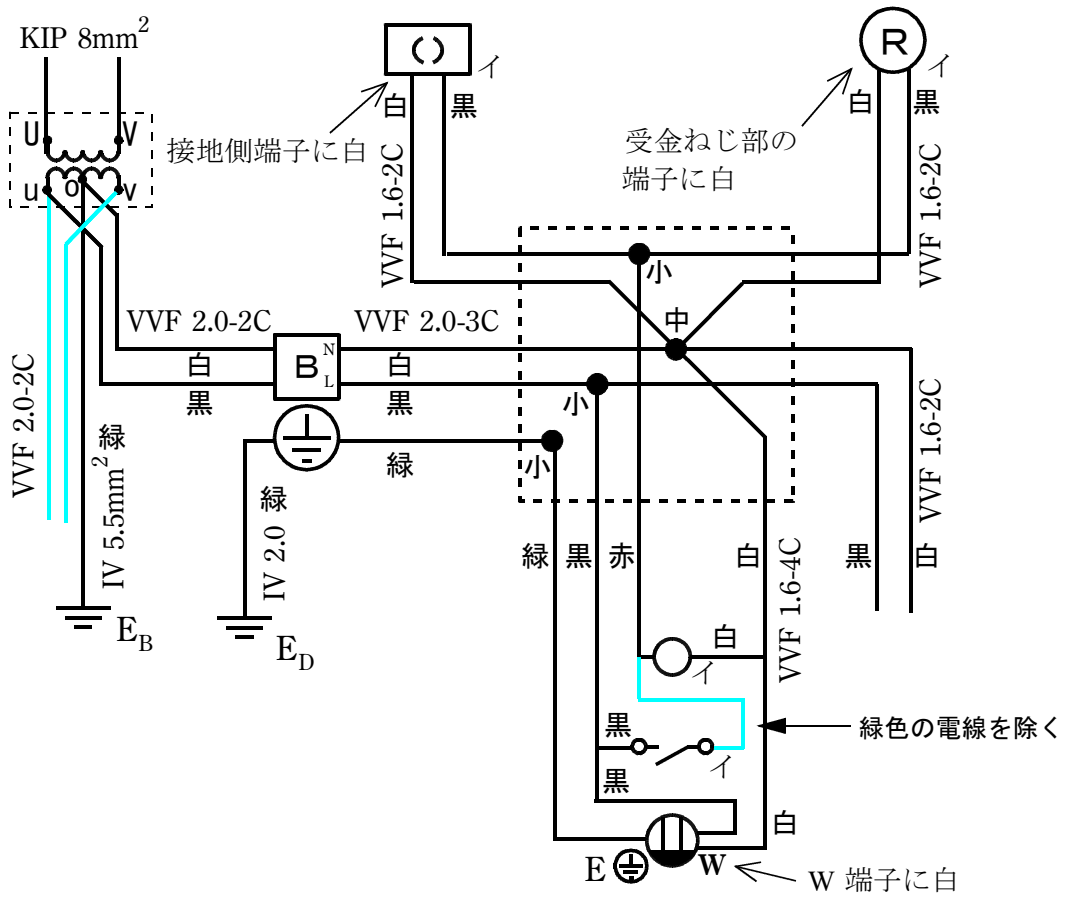 KIP 8mm2
イ
R
イ
白
黒
白
黒
接地側端子に白
受金ねじ部の
端子に白
U
V
u
o
v
VVF 1.6-2C
VVF 1.6-2C
小
中
VVF 2.0-2C
VVF 2.0-3C
白
黒
B
N
L
白
黒
小
VVF 2.0-2C
緑
IV 5.5mm2
緑
小
緑
IV 2.0
VVF 1.6-2C
緑
黒
赤
白
VVF 1.6-4C
黒
白
EB
ED
白
イ
黒
イ
緑色の電線を除く
黒
白
E
W
W 端子に白